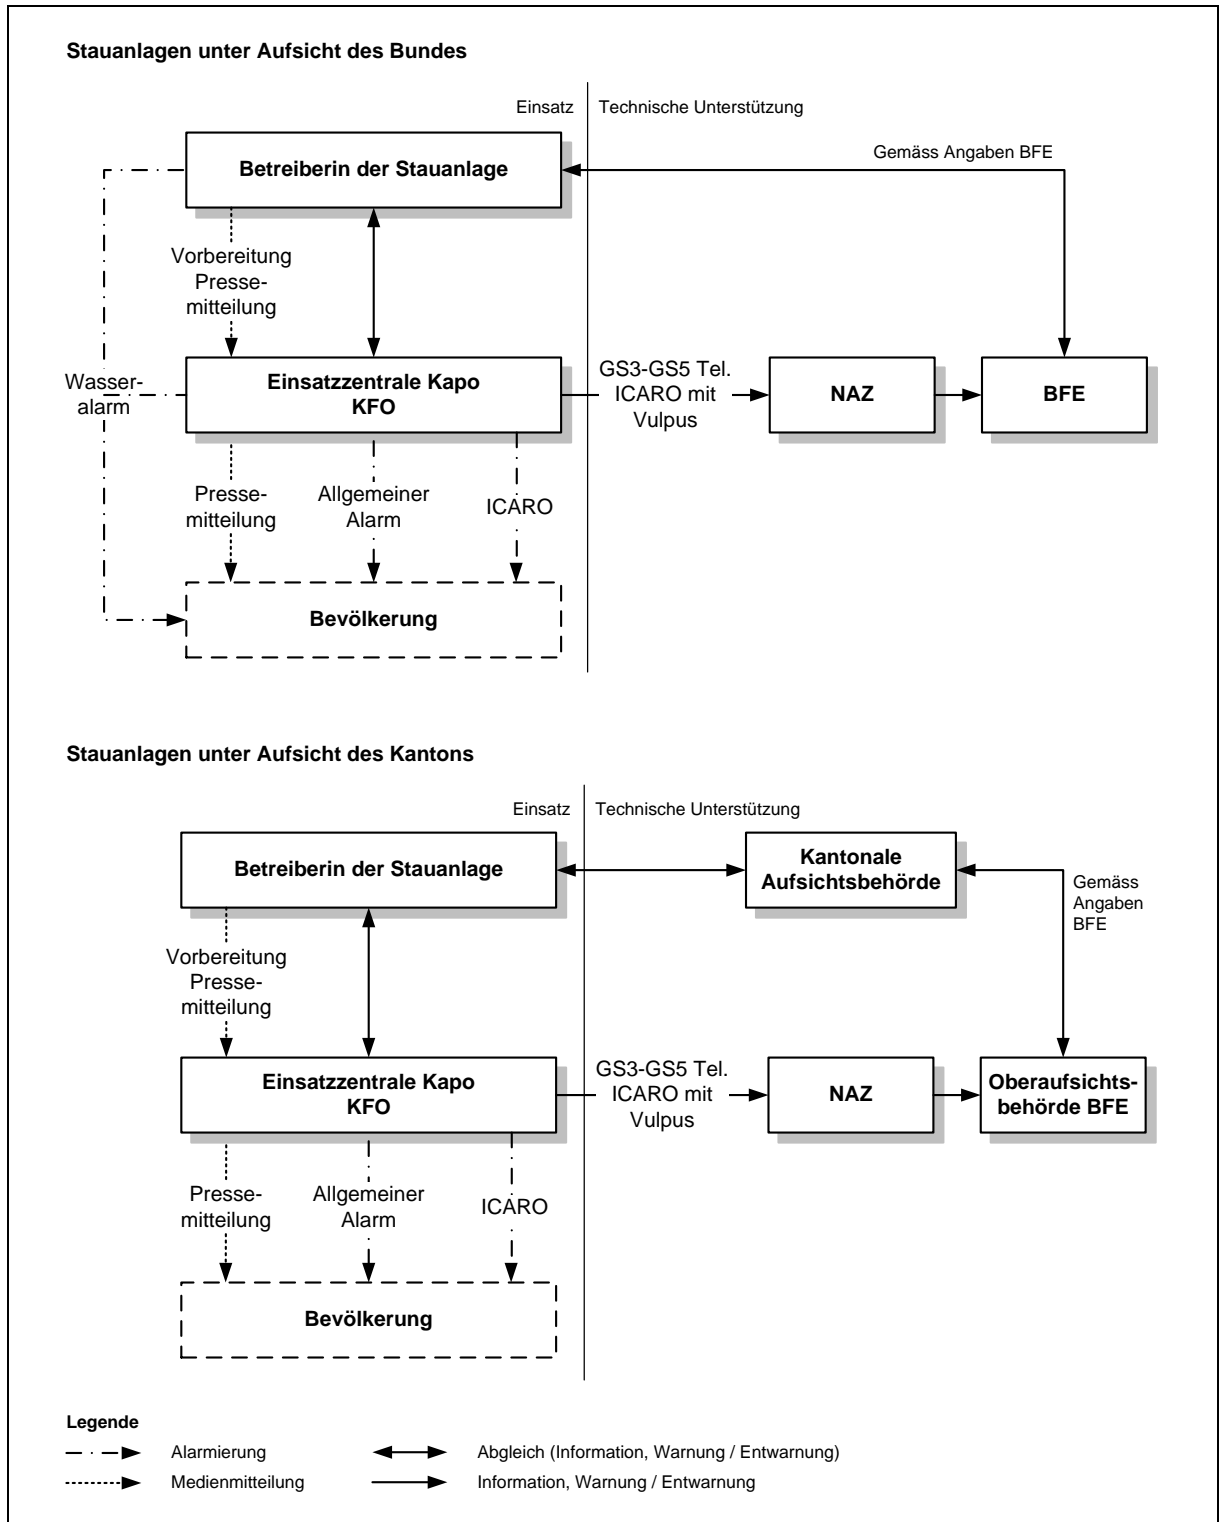 Stauanlagen unter Aufsicht des Bundes
Einsatz
Technische Unterstützung
Betreiberin der Stauanlage
Gemäss Angaben BFE
Vorbereitung
Presse-
mitteilung
Wasser-
alarm
Einsatzzentrale Kapo
KFO
GS3-GS5 Tel.
ICARO mit
Vulpus
NAZ
BFE
Presse-
mitteilung
Allgemeiner
Alarm
ICARO
Bevölkerung
Stauanlagen unter Aufsicht des Kantons
Einsatz
Technische Unterstützung
Betreiberin der Stauanlage
Kantonale
Aufsichtsbehörde
Gemäss
Angaben
BFE
Vorbereitung
Presse-
mitteilung
Einsatzzentrale Kapo
KFO
GS3-GS5 Tel.
ICARO mit
Vulpus
NAZ
Oberaufsichts-
behörde BFE
Presse-
mitteilung
Allgemeiner
Alarm
ICARO
Bevölkerung
Legende
Alarmierung
Abgleich (Information, Warnung / Entwarnung)
Medienmitteilung
Information, Warnung / Entwarnung